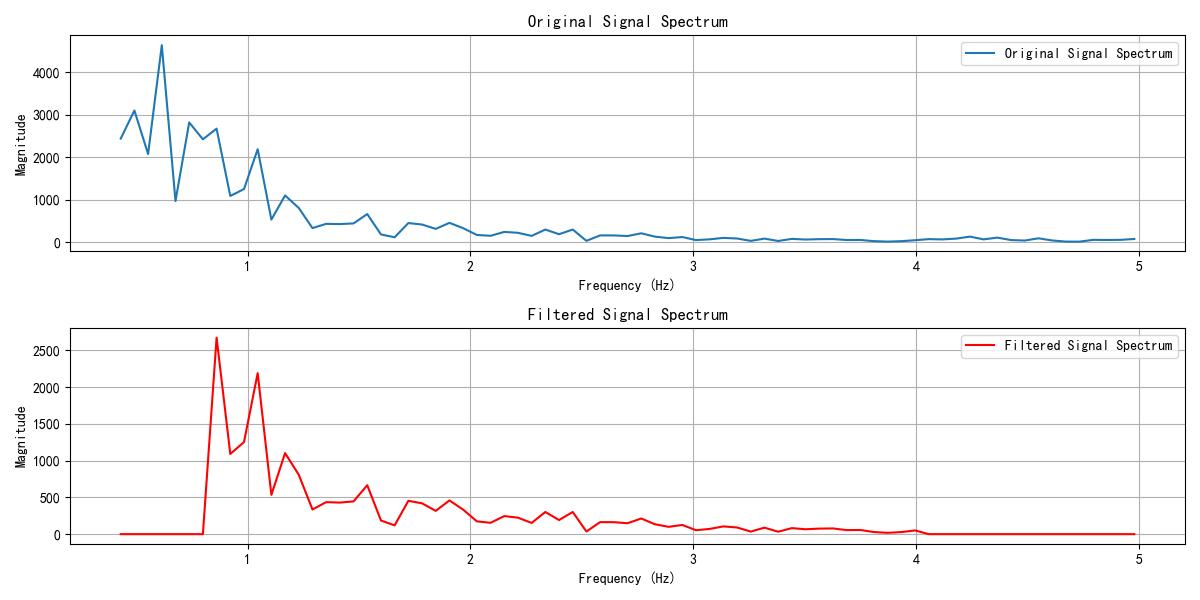 Original Signal Spectrum
Original Signal Spectrum
Magnitude
4000
3000
2000
1000
0
1 2 3 4 5
Frequency (Hz)
Filtered Signal Spectrum
Filtered Signal Spectrum
Magnitude
2500
2000
1500
1000
500
0
1 2 3 4 5
Frequency (Hz)